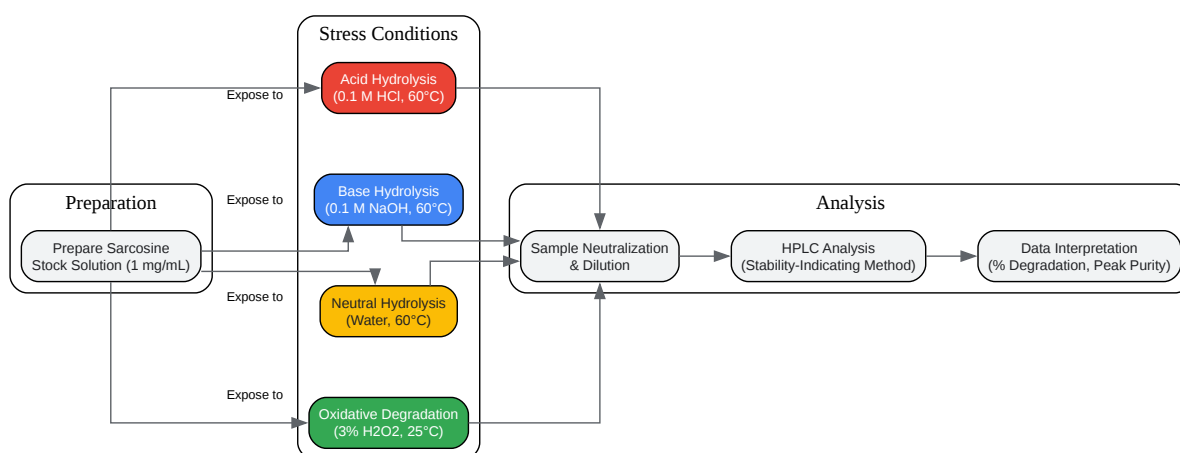 Stress Conditions
Acid Hydrolysis
(0.1 M HCl, 60°C)
Expose to
Base Hydrolysis
(0.1 M NaOH, 60°C)
Expose to
Preparation
Prepare Sarcosine
Stock Solution (1 mg/mL)
Expose to
Neutral Hydrolysis
(Water, 60°C)
Expose to
Oxidative Degradation
(3% H2O2, 25°C)
Analysis
Sample Neutralization
& Dilution
HPLC Analysis
(Stability-Indicating Method)
Data Interpretation
(% Degradation, Peak Purity)